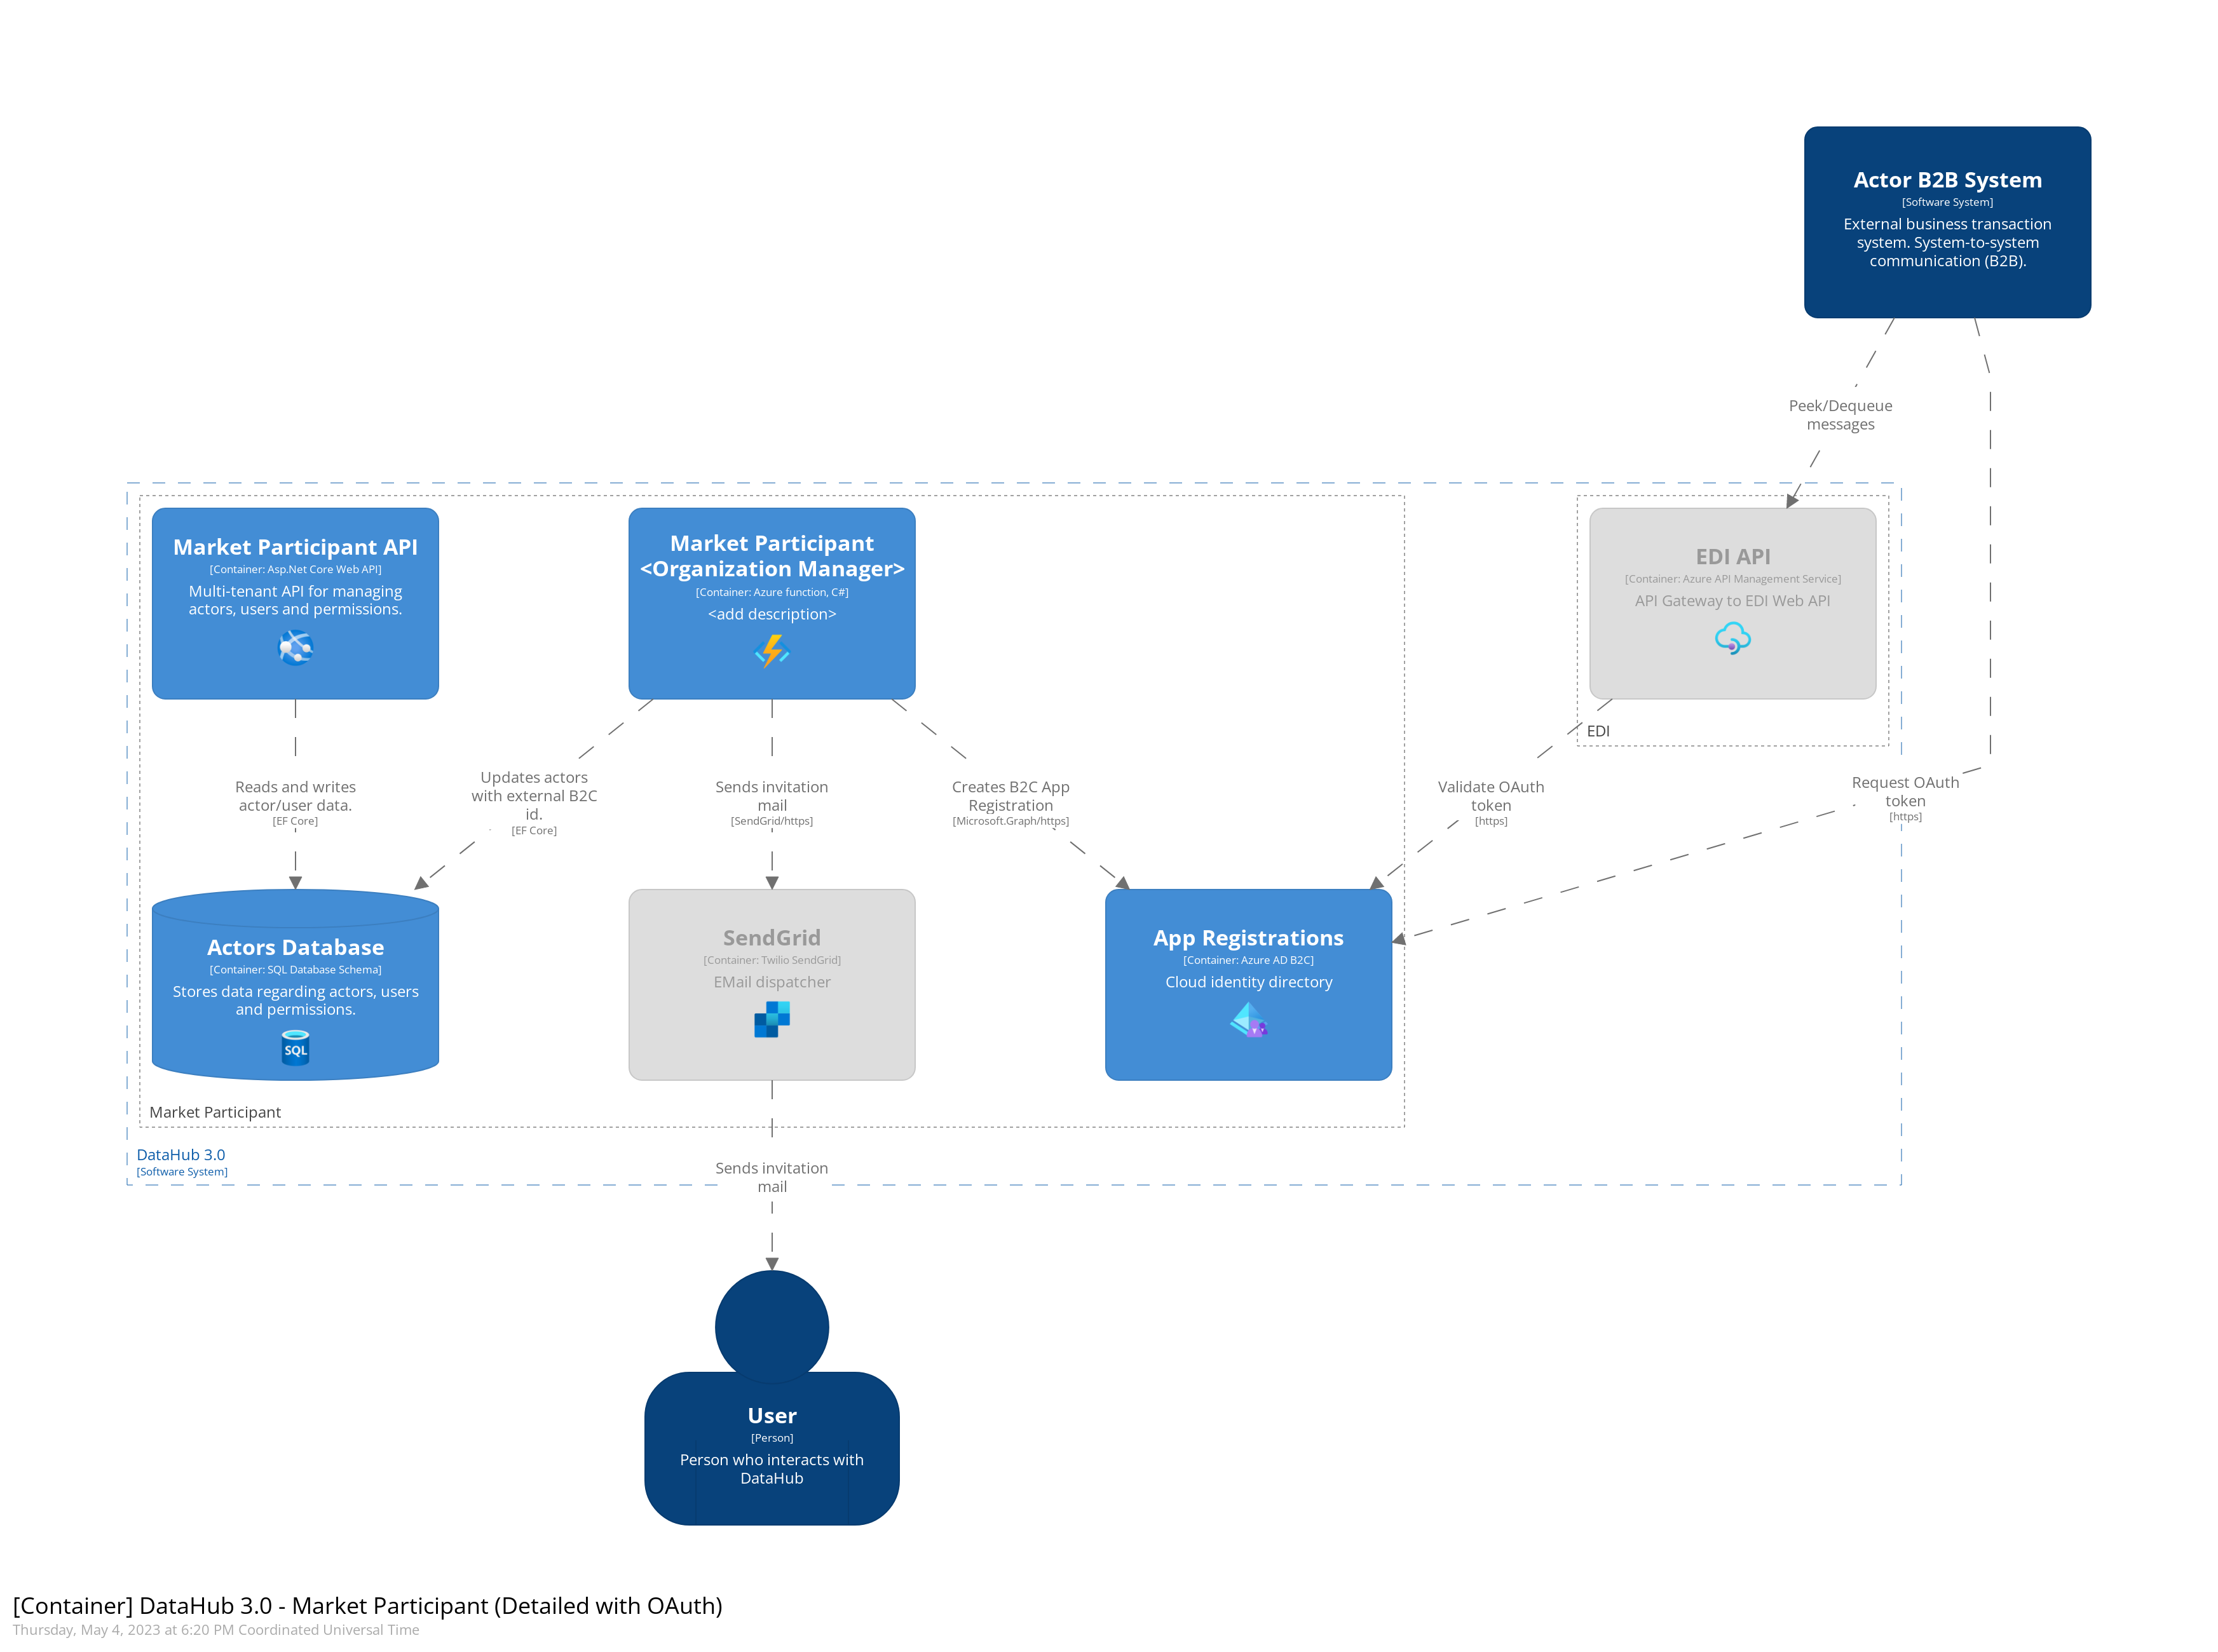 Actor B2B System
[Software System]
External business transaction
system. System-to-system
communication (B2B).
Peek/Dequeue
messages
Market Participant API
[Container: Asp.Net Core Web API]
Multi-tenant API for managing
actors, users and permissions.
Market Participant
<Organization Manager>
[Container: Azure function, C#]
<add description>
EDI API
[Container: Azure API Management Service]
API Gateway to EDI Web API
EDI
Reads and writes
actor/user data.
[EF Core]
Updates actors
with external B2C
id.
[EF Core]
Sends invitation
mail
[SendGrid/https]
Creates B2C App
Registration
[Microsoft.Graph/https]
Validate OAuth
token
[https]
Request OAuth
token
[https]
Actors Database
[Container: SQL Database Schema]
Stores data regarding actors, users
and permissions.
SQL
SendGrid
[Container: Twilio SendGrid]
EMail dispatcher
App Registrations
[Container: Azure AD B2C]
Cloud identity directory
Market Participant
DataHub 3.0
[Software System]
Sends invitation
mail
User
[Person]
Person who interacts with
DataHub
[Container] DataHub 3.0 - Market Participant (Detailed with OAuth)
Thursday, May 4, 2023 at 6:20 PM Coordinated Universal Time